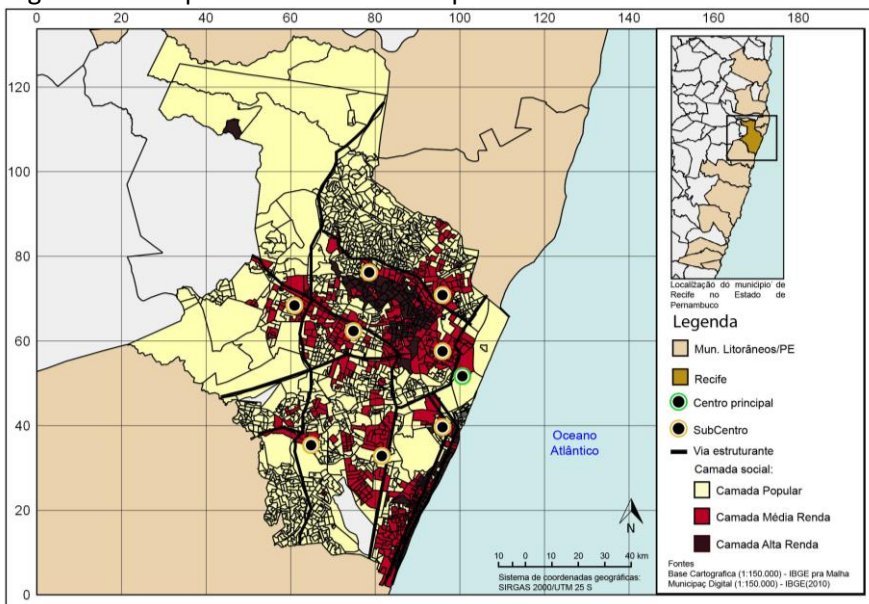 0 20 40 60 80 100 120 140 160 180
120
100
80
60
40
20
0
Oceano
Atlântico
N
10 0 10 20 30 40 km
Sistema de coordenadas geográficas:
SIRGAS 2000/UTM 25 S
Localização do município de
Recife no Estado de
Pernambuco
Legenda
Mun. Litorâneos/PE
Recife
Centro principal
SubCentro
Via estruturante
Camada social:
Camada Popular
Camada Média Renda
Camada Alta Renda
Fontes
Base Cartografica (1:150.000) - IBGE pra Malha
Municipaç Digital (1:150.000) - IBGE(2010)